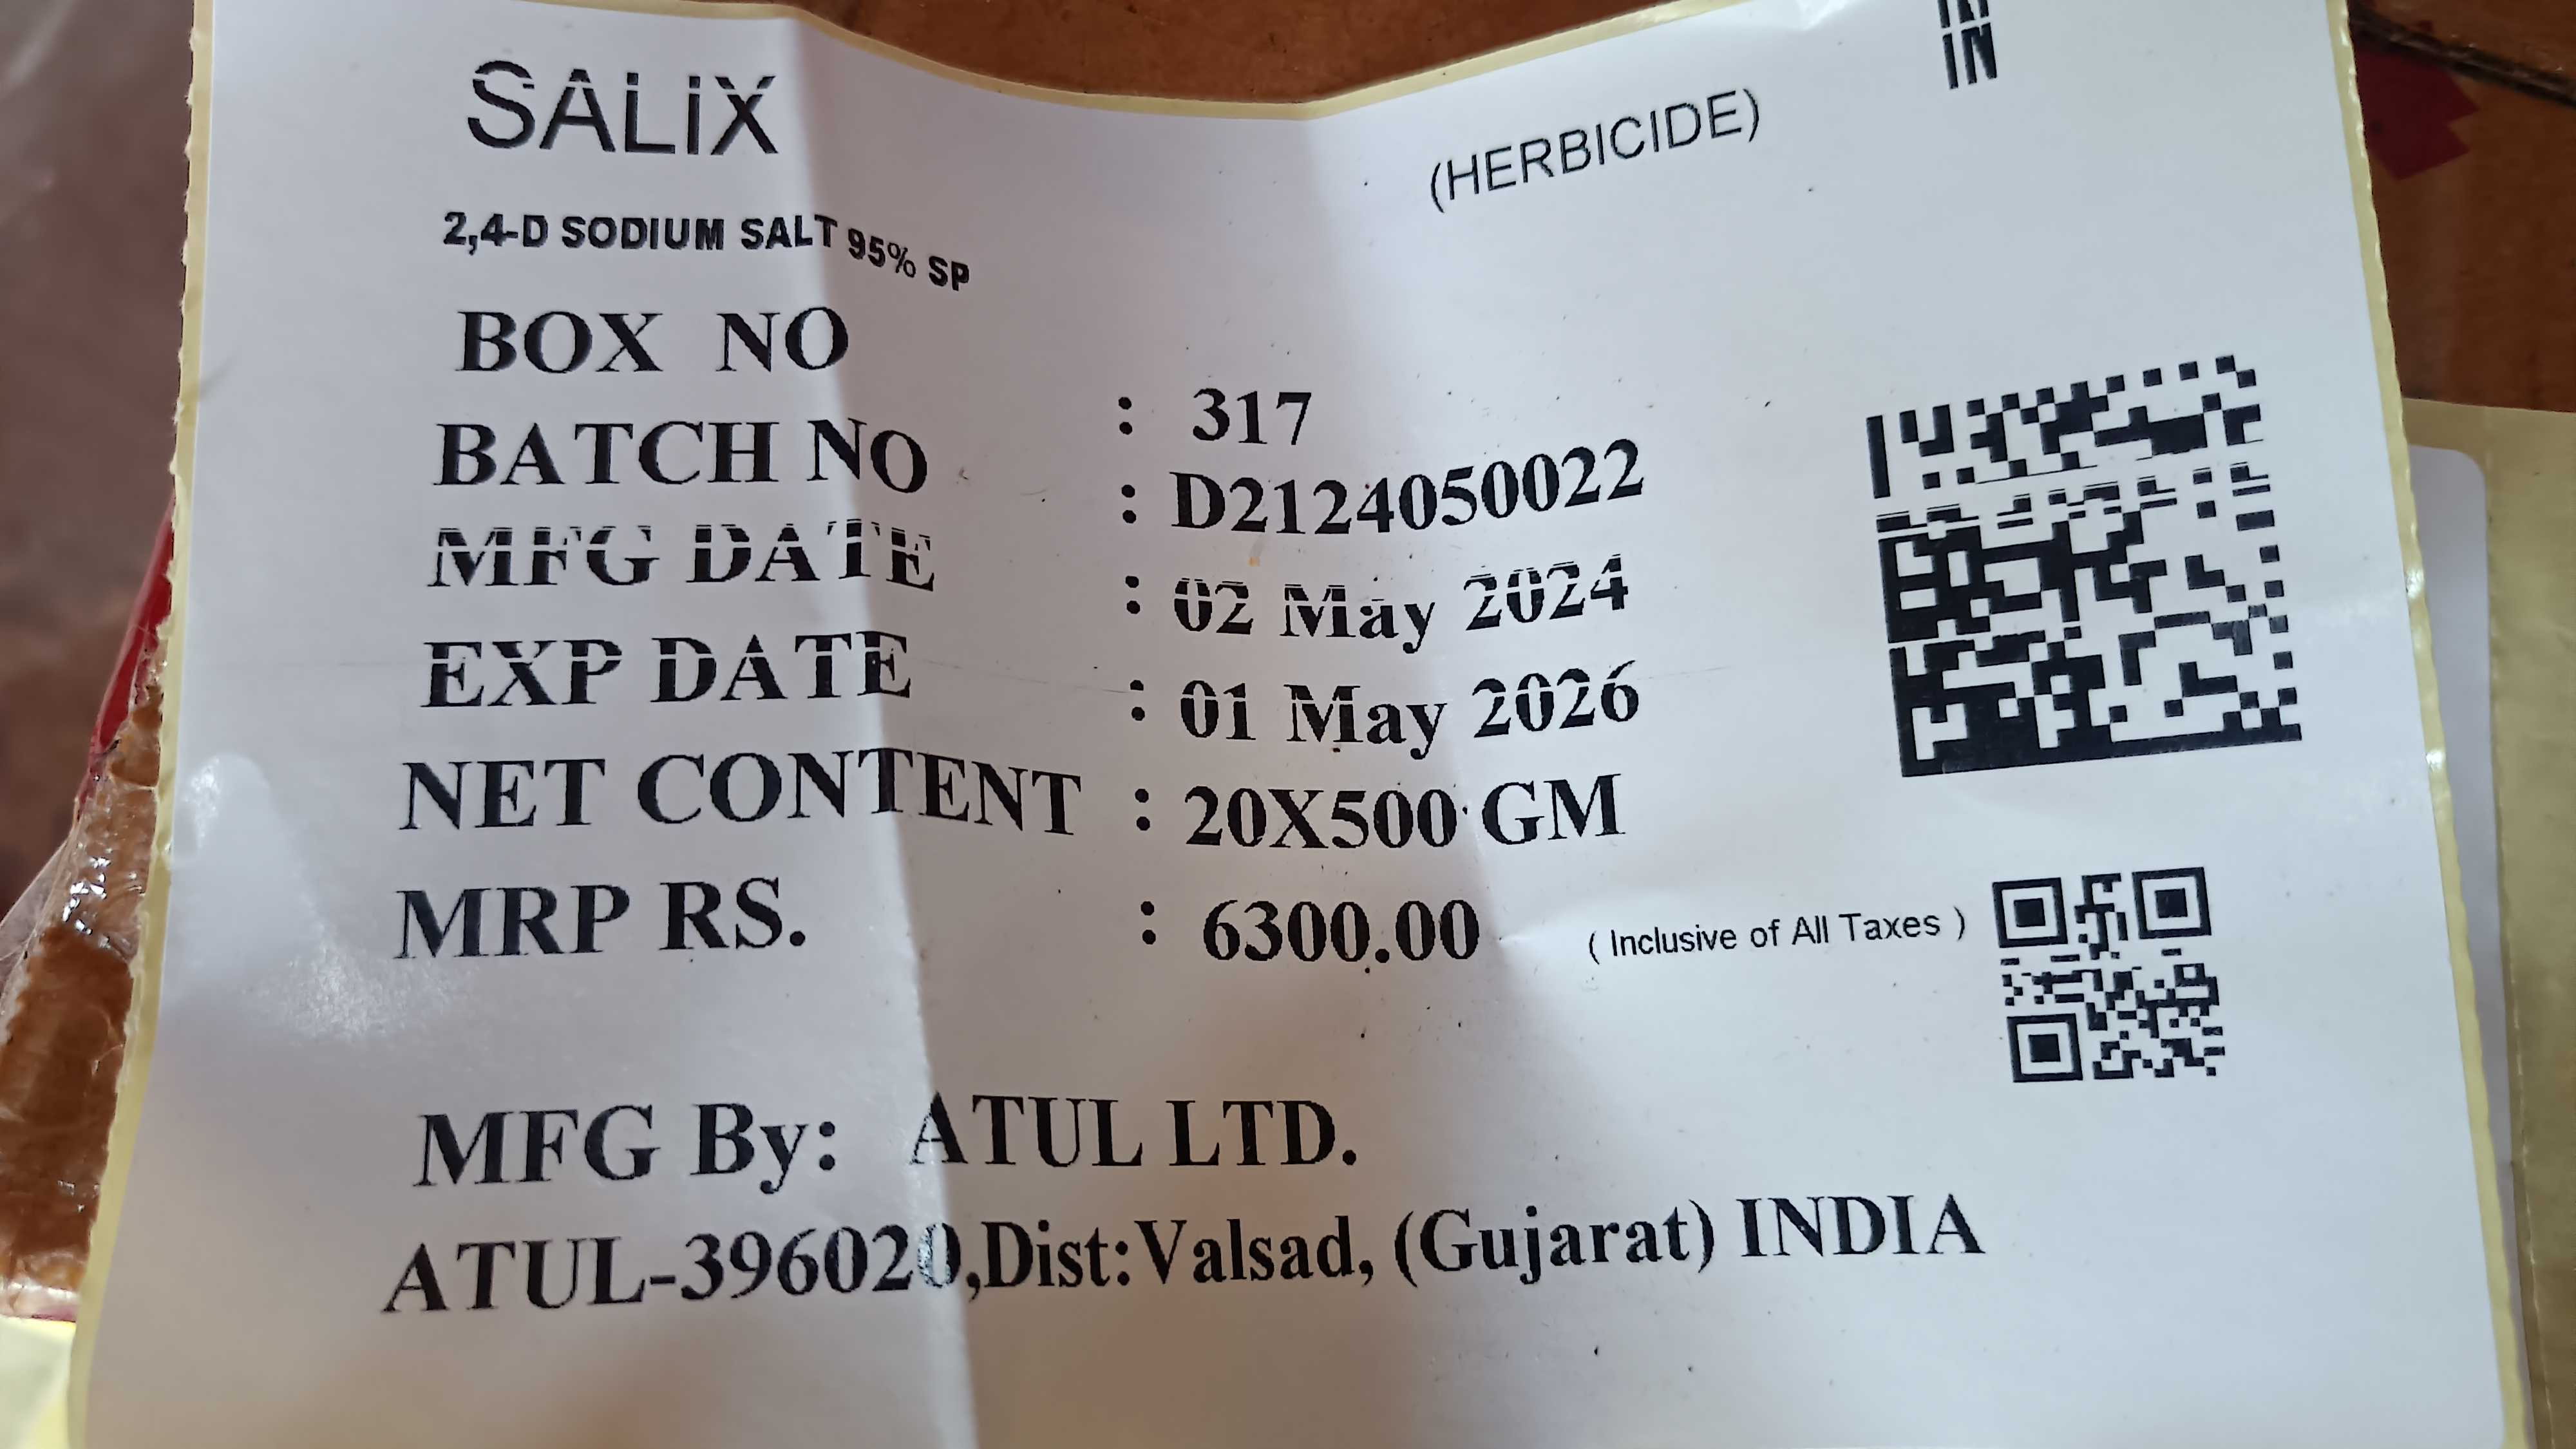 IN
IN
SALiX (HERBICIDE)
2,4-D SODIUM SALT 95% SP
BOX NO : 317
BATCH NO : D2124050022
MFG DATE : 02 May 2024
EXP DATE : 01 May 2026
NET CONTENT : 20X500 GM
MRP RS. : 6300.00 ( Inclusive of All Taxes )
MFG By: ATUL LTD.
ATUL-396020,Dist:Valsad, (Gujarat) INDIA